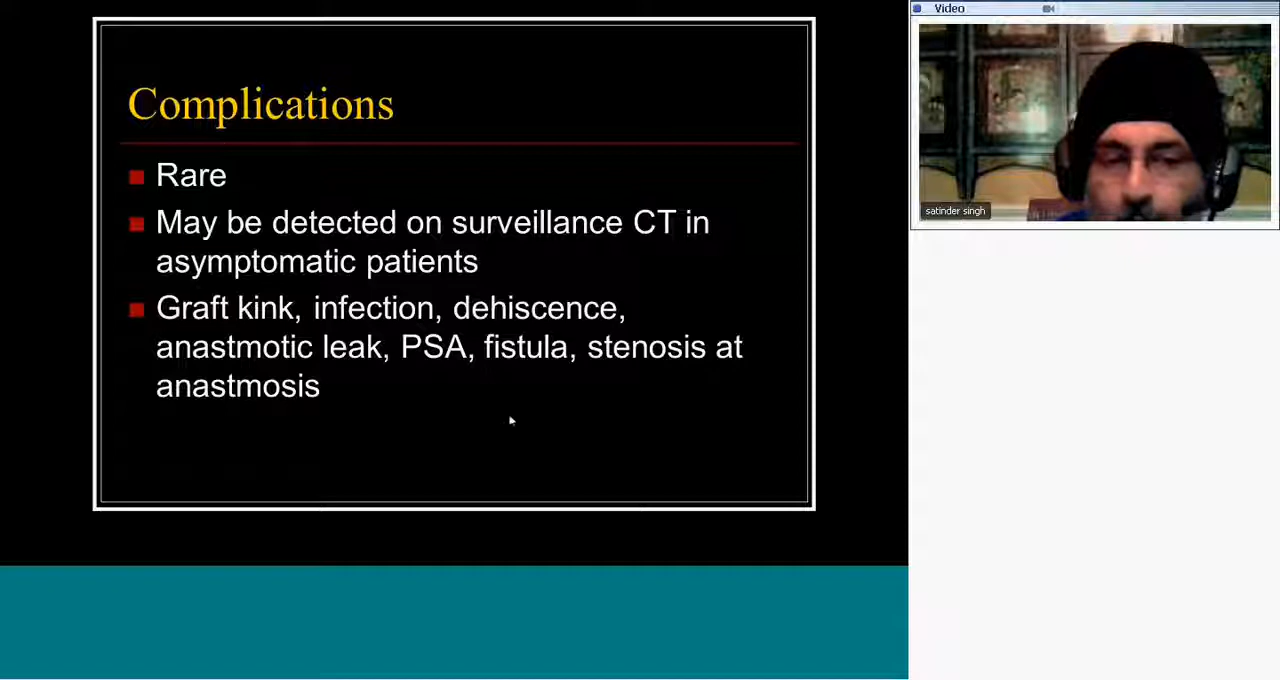 Complications
Rare
May be detected on surveillance CT in
asymptomatic patients
Graft kink, infection, dehiscence,
anastmotic leak, PSA, fistula, stenosis at
anastmosis
Video
satinder singh